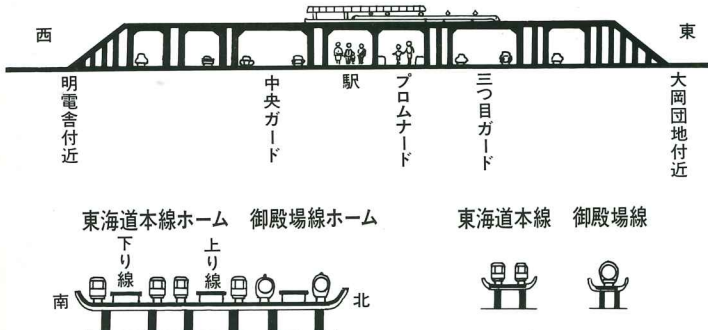 西
東
明電舎付近
中央ガード
駅
プロムナード
三つ目ガード
大岡団地付近
東海道本線ホーム
御殿場線ホーム
下り線
上り線
南
北
東海道本線
御殿場線